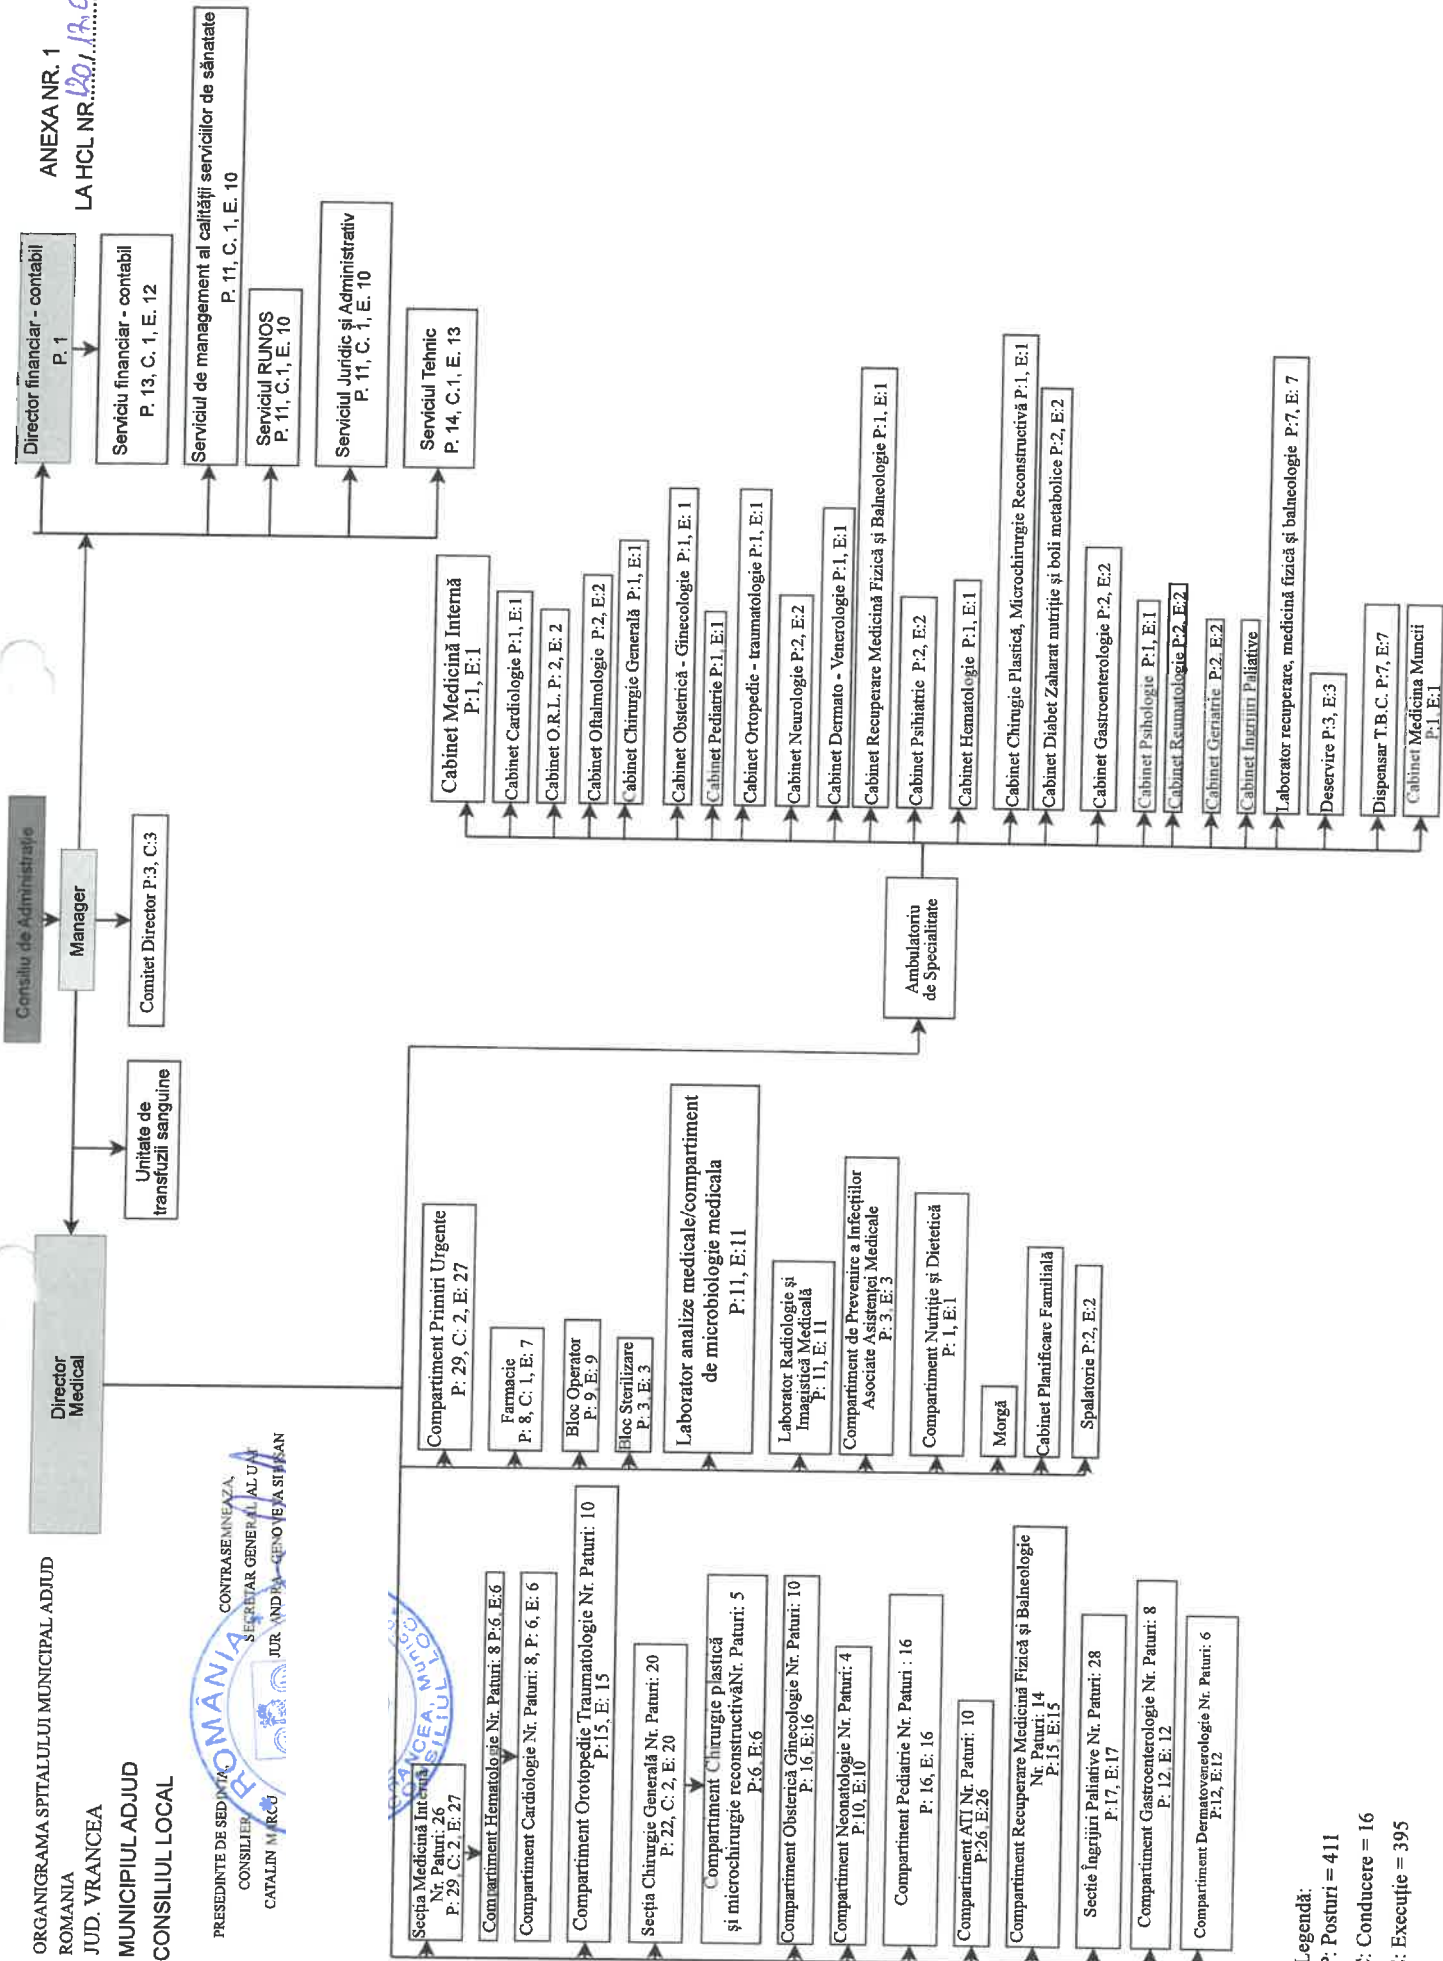 ORGANIGRAMA SPITALULUI MUNICIPAL ADJUD
ROMANIA
JUD. VRANCEA
MUNICIPIUL ADJUD
CONSILIUL LOCAL
PRESEDINTE DE SEDINTA,
CONSILIER
CATALIN MARCU
CONTRASEMNEAZA,
SECRETAR GENERAL AL UAT
JUR ANDRA - GENOVEVA SIBISAN
ROMÂNIA
ANEXA NR. 1
LA HCL NR.
Consiliu de Administrație
Manager
Comitet Director P:3, C:3
Unitate de
transfuzii sanguine
Director
Medical
Director financiar - contabil
P. 1
Serviciu financiar - contabil
P. 13, C. 1, E. 12
Serviciul de management al calității serviciilor de sănatate
P. 11, C. 1, E. 10
Serviciul RUNOS
P. 11, C.1, E. 10
Serviciul Juridic și Administrativ
P. 11, C. 1, E. 10
Serviciul Tehnic
P. 14, C.1, E. 13
Secția Medicină Internă
Nr. Paturi: 26
P: 29, C: 2, E: 27
Compartiment Hematologie Nr. Paturi: 8 P:6, E:6
Compartiment Cardiologie Nr. Paturi: 8, P: 6, E: 6
Compartiment Orotopedie Traumatologie Nr. Paturi: 10
P:15, E: 15
Secția Chirurgie Generală Nr. Paturi: 20
P: 22, C: 2, E: 20
Compartment Chirurgie plastică
și microchirurgie reconstructivăNr. Paturi: 5
P:6, E:6
Compartiment Obsterică Ginecologie Nr. Paturi: 10
P: 16, E:16
Compartiment Neonatologie Nr. Paturi: 4
P:10, E:10
Compartinent Pediatrie Nr. Paturi : 16
P: 16, E: 16
Compartiment ATI Nr. Paturi: 10
P:26, E:26
Compartiment Recuperare Medicină Fizică și Balneologie
Nr. Paturi: 14
P:15, E:15
Sectie Îngrijiri Paliative Nr. Paturi: 28
P:17, E:17
Compartiment Gastroenterologie Nr. Paturi: 8
P: 12, E: 12
Compartiment Dermatovenerologie Nr. Paturi: 6
P:12, E:12
Compartiment Primiri Urgente
P: 29, C: 2, E: 27
Farmacie
P: 8, C: 1, E: 7
Bloc Operator
P: 9, E: 9
Bloc Sterilizare
P: 3, E: 3
Laborator analize medicale/compartiment
de microbiologie medicala
P:11, E:11
Laborator Radiologie și
Imagistică Medicală
P: 11, E: 11
Compartiment de Prevenire a Infecțiilor
Asociate Asistenței Medicale
P: 3, E: 3
Compartiment Nutriție și Dietetică
P: 1, E:1
Morgă
Cabinet Planificare Familială
Spalatorie P:2, E:2
Ambulatoriu
de Specialitate
Cabinet Medicină Internă
P:1, E:1
Cabinet Cardiologie P:1, E:1
Cabinet O.R.L. P: 2, E: 2
Cabinet Oftalmologie P:2, E:2
Cabinet Chirurgie Generală P:1, E:1
Cabinet Obstetrică - Ginecologie P:1, E: 1
Cabinet Pediatrie P:1, E:1
Cabinet Ortopedie - traumatologie P:1, E:1
Cabinet Neurologie P:2, E:2
Cabinet Dermato - Venerologie P:1, E:1
Cabinet Recuperare Medicină Fizică și Balneologie P:1, E:1
Cabinet Psihiatric P:2, E:2
Cabinet Hematologie P:1, E:1
Cabinet Chirugie Plastică, Microchirurgie Reconstructivă P:1, E:1
Cabinet Diabet Zaharat nutriție și boli metabolice P:2, E:2
Cabinet Gastroenterologie P:2, E:2
Cabinet Psihologie P:1, E:1
Cabinet Reumatologie P:2, E:2
Cabinet Geriatrie P:2, E:2
Cabinet Ingrijiri Paliative
Laborator recuperare, medicină fizică și balneologie P:7, E: 7
Deservire P:3, E:3
Dispensar T.B.C. P:7, E:7
Cabinet Medicina Muncii
P:1, E:1
Legendă:
P: Posturi = 411
C: Conducere = 16
E: Execuție = 395